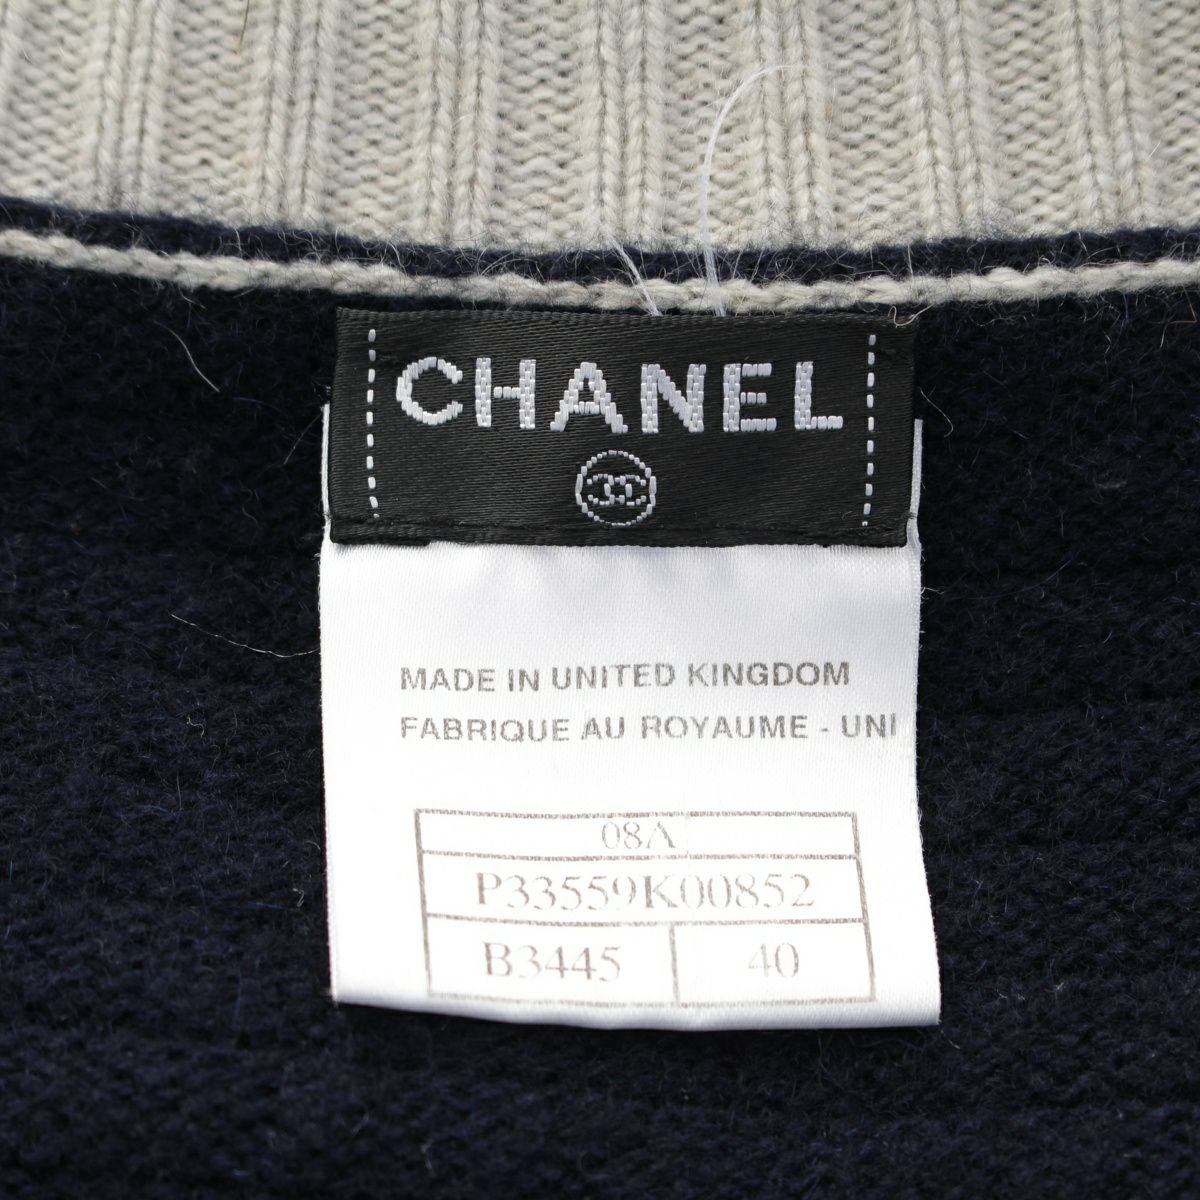 CHANEL
MADE IN UNITED KINGDOM
FABRIQUE AU ROYAUME - UNI
08A
P33559K00852
B3445 40